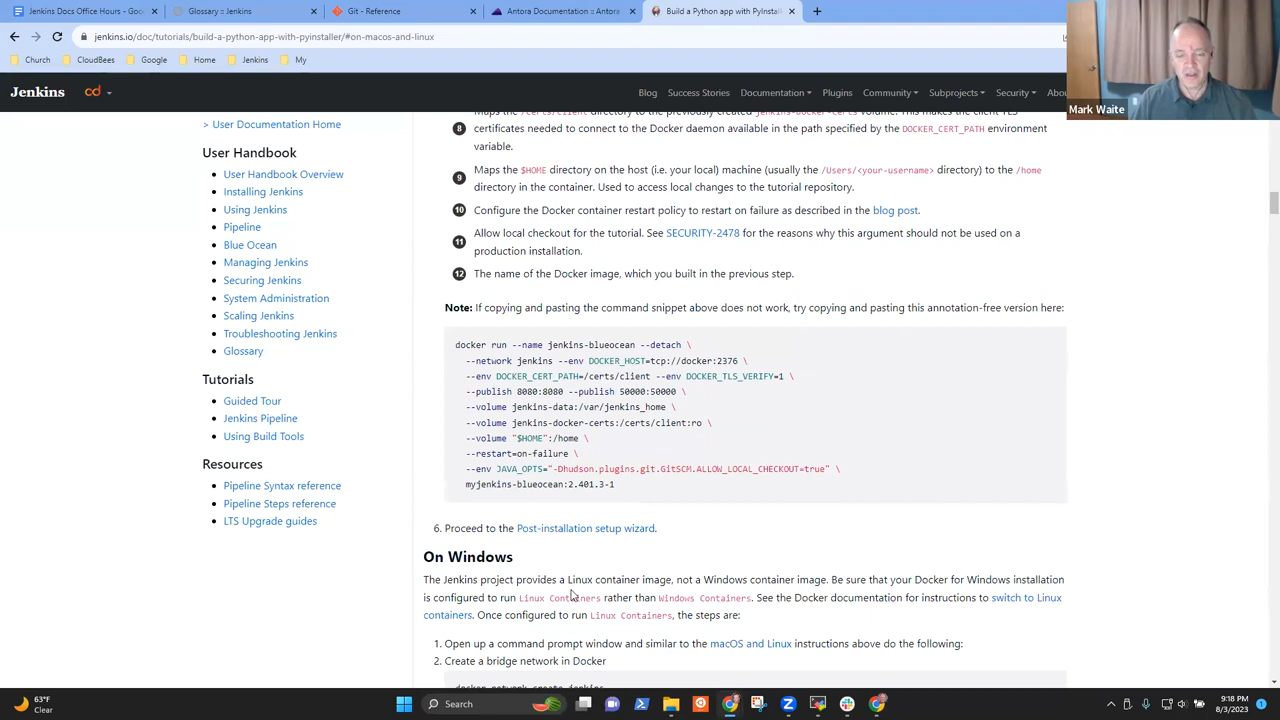 Jenkins Docs Office Hours - Goo
Glossary :: Jenkins
Git - Reference
Antora Documentation :: Antora
Build a Python app with PyInstal
jenkins.io/doc/tutorials/build-a-python-app-with-pyinstaller/#on-macos-and-linux
Church
CloudBees
Google
Home
Jenkins
My
Mark Waite
Jenkins
cd
Blog
Success Stories
Documentation
Plugins
Community
Subprojects
Security
Abou
> User Documentation Home
User Handbook
User Handbook Overview
Installing Jenkins
Using Jenkins
Pipeline
Blue Ocean
Managing Jenkins
Securing Jenkins
System Administration
Scaling Jenkins
Troubleshooting Jenkins
Glossary
Tutorials
Guided Tour
Jenkins Pipeline
Using Build Tools
Resources
Pipeline Syntax reference
Pipeline Steps reference
LTS Upgrade guides
Maps the /certs/client directory to the previously created jenkins-docker-certs volume. This makes the client TLS
8 certificates needed to connect to the Docker daemon available in the path specified by the DOCKER_CERT_PATH environment
variable.
9 Maps the $HOME directory on the host (i.e. your local) machine (usually the /Users/<your-username> directory) to the /home
directory in the container. Used to access local changes to the tutorial repository.
10 Configure the Docker container restart policy to restart on failure as described in the blog post.
11 Allow local checkout for the tutorial. See SECURITY-2478 for the reasons why this argument should not be used on a
production installation.
12 The name of the Docker image, which you built in the previous step.
Note: If copying and pasting the command snippet above does not work, try copying and pasting this annotation-free version here:
docker run --name jenkins-blueocean --detach \
--network jenkins --env DOCKER_HOST=tcp://docker:2376 \
--env DOCKER_CERT_PATH=/certs/client --env DOCKER_TLS_VERIFY=1 \
--publish 8080:8080 --publish 50000:50000 \
--volume jenkins-data:/var/jenkins_home \
--volume jenkins-docker-certs:/certs/client:ro \
--volume "$HOME":/home \
--restart=on-failure \
--env JAVA_OPTS="-Dhudson.plugins.git.GitSCM.ALLOW_LOCAL_CHECKOUT=true" \
myjenkins-blueocean:2.401.3-1
6. Proceed to the Post-installation setup wizard.
On Windows
The Jenkins project provides a Linux container image, not a Windows container image. Be sure that your Docker for Windows installation
is configured to run Linux Containers rather than Windows Containers. See the Docker documentation for instructions to switch to Linux
containers. Once configured to run Linux Containers, the steps are:
1. Open up a command prompt window and similar to the macOS and Linux instructions above do the following:
2. Create a bridge network in Docker
docker network create jenkins
63°F
Clear
Search
9:18 PM
8/3/2023